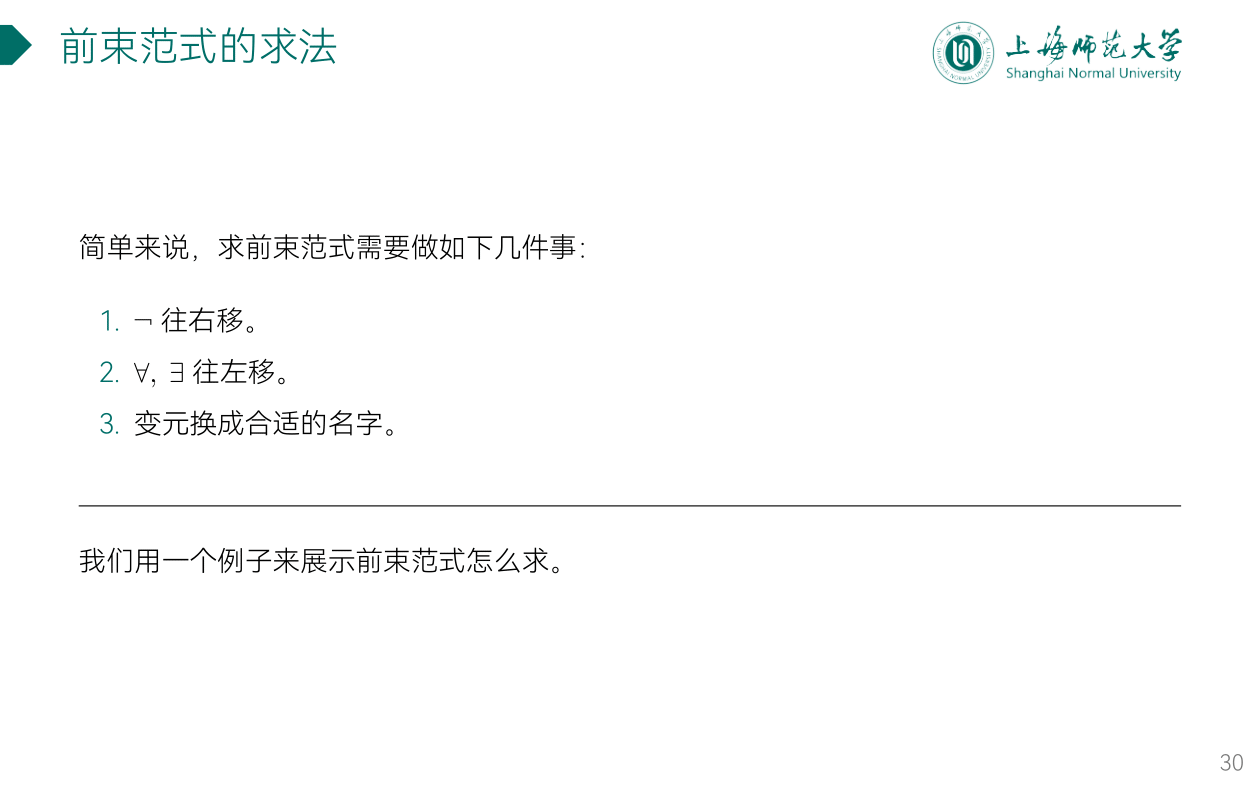 前束范式的求法
上海师范大学
Shanghai Normal University
简单来说，求前束范式需要做如下几件事：
1. ¬ 往右移。
2. ∀, ∃ 往左移。
3. 变元换成合适的名字。
我们用一个例子来展示前束范式怎么求。
30